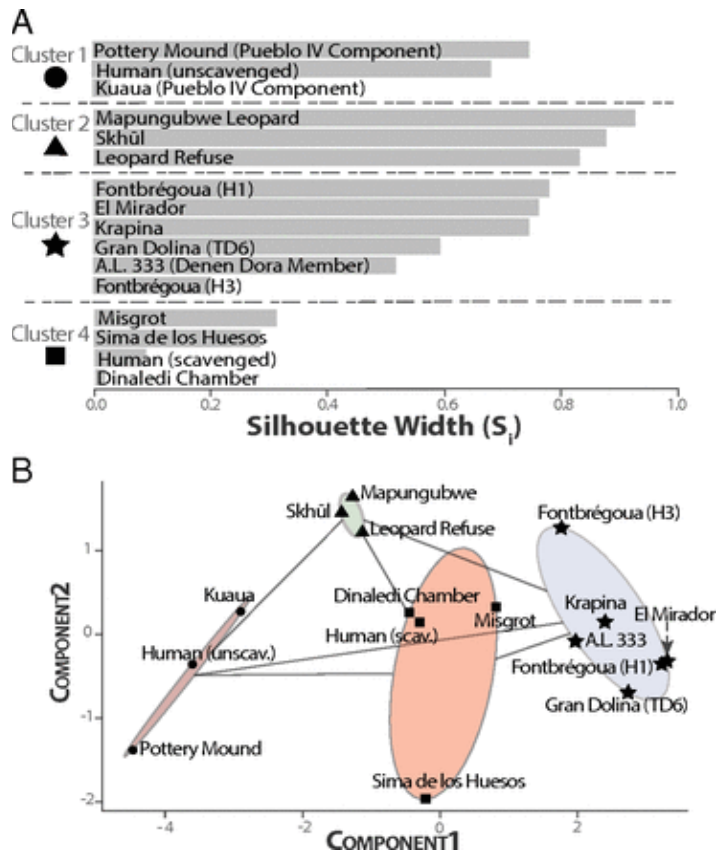 A
Cluster 1
Pottery Mound (Pueblo IV Component)
Human (unscavenged)
Kuaua (Pueblo IV Component)
Cluster 2
Mapungubwe Leopard
Skhūl
Leopard Refuse
Cluster 3
Fontbrégoua (H1)
El Mirador
Krapina
Gran Dolina (TD6)
A.L. 333 (Denen Dora Member)
Fontbrégoua (H3)
Cluster 4
Misgrot
Sima de los Huesos
Human (scavenged)
Dinaledi Chamber
0.0 0.2 0.4 0.6 0.8 1.0
Silhouette Width (Si)
B
Mapungubwe
Skhūl
Leopard Refuse
Fontbrégoua (H3)
Kuaua
Dinaledi Chamber
Krapina
El Mirador
Human (scav.)
Misgrot
A.L. 333
Human (unscav.)
Fontbrégoua (H1)
Gran Dolina (TD6)
Pottery Mound
Sima de los Huesos
1
0
-1
-2
Component2
-4 -2 0 2
Component1